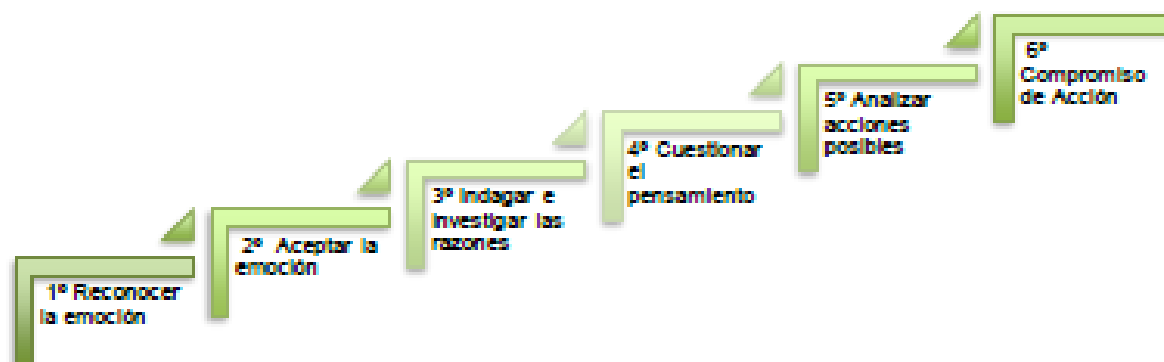 1º Reconocer
la emoción
2º Aceptar la
emoción
3º Indagar e
investigar las
razones
4º Cuestionar
el
pensamiento
5º Analizar
acciones
posibles
6º
Compromiso
de Acción